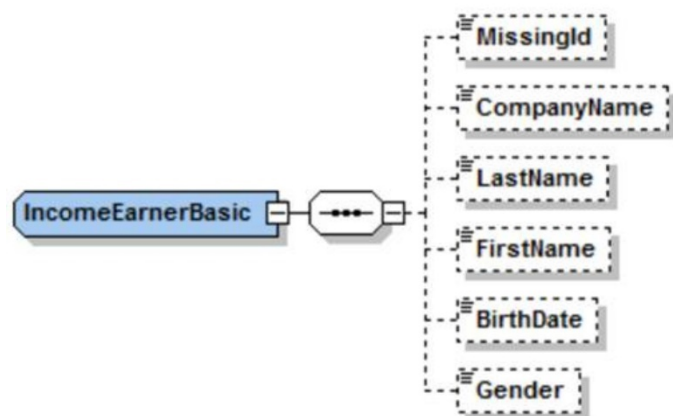 MissingId
CompanyName
LastName
IncomeEarnerBasic
FirstName
BirthDate
Gender